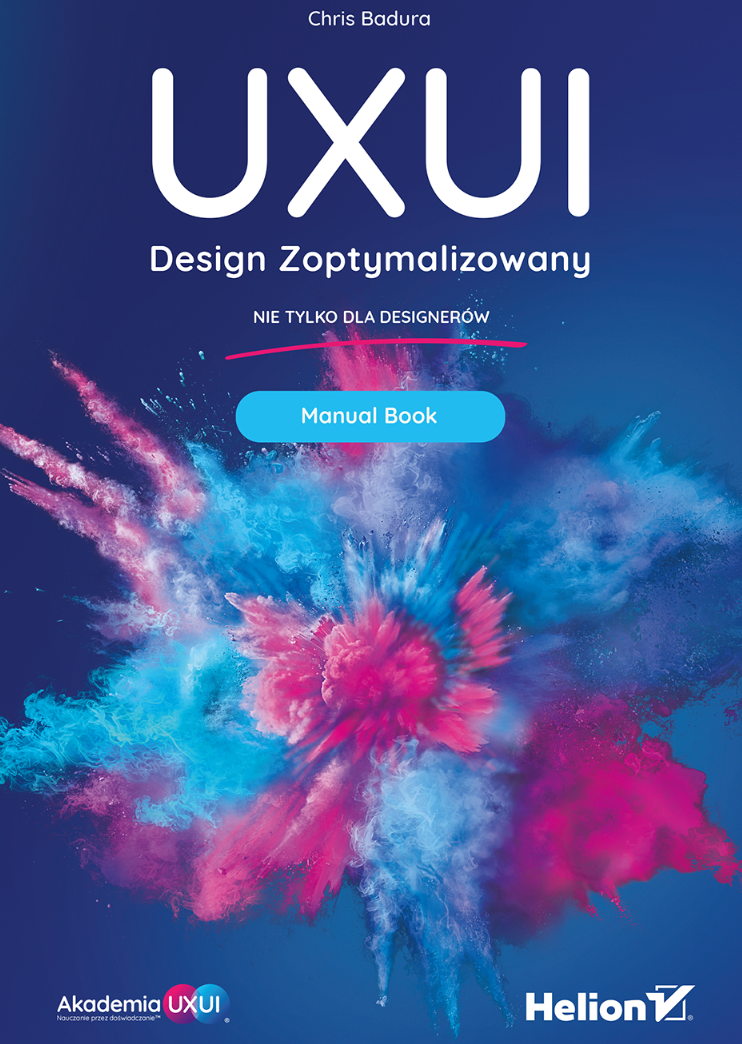 Chris Badura
UXUI
Design Zoptymalizowany
NIE TYLKO DLA DESIGNERÓW
Manual Book
Akademia UXUI
Nauczanie przez doświadczanie™
®
Helion
®